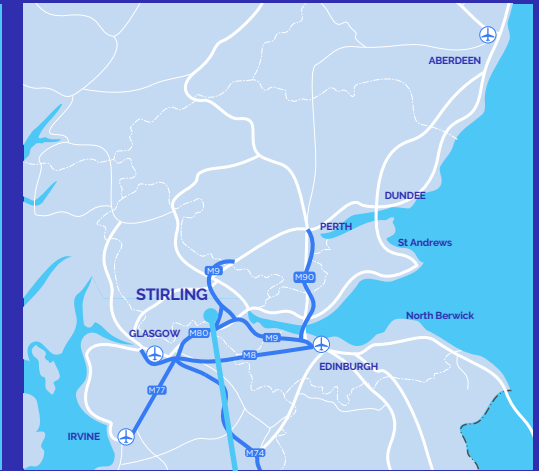 ABERDEEN
DUNDEE
PERTH
St Andrews
M9
M90
STIRLING
North Berwick
GLASGOW
M80
M9
M8
EDINBURGH
M77
IRVINE
M74